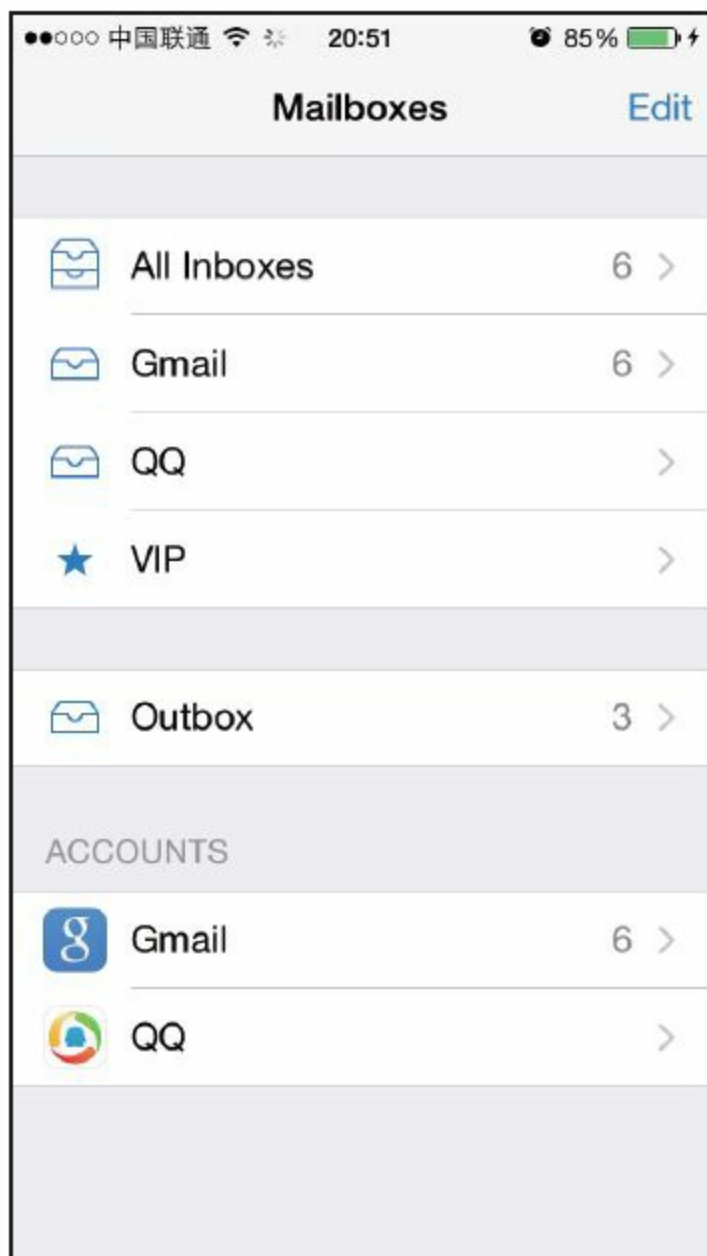 中国联通 20:51 85%
Mailboxes Edit
All Inboxes 6
Gmail 6
QQ
VIP
Outbox 3
ACCOUNTS
g Gmail 6
QQ